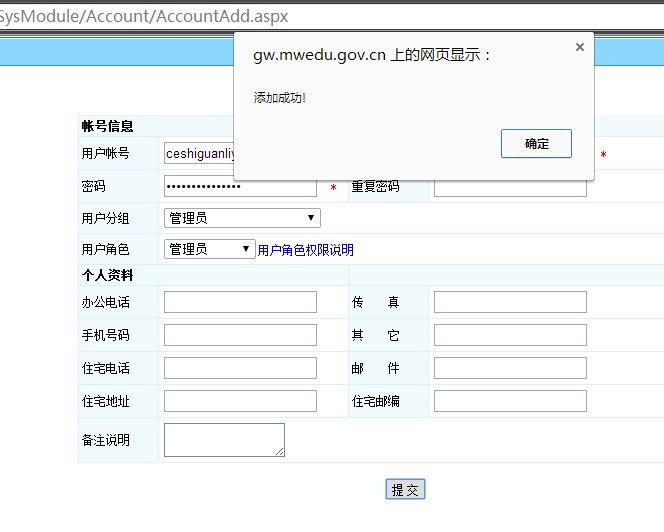 SysModule/Account/AccountAdd.aspx
gw.mwedu.gov.cn 上的网页显示：
×
添加成功!
确定
帐号信息
用户帐号 ceshiguanliy *
密码 ••••••••••••••• * 重复密码
用户分组 管理员
用户角色 管理员 用户角色权限说明
个人资料
办公电话 传 真
手机号码 其 它
住宅电话 邮 件
住宅地址 住宅邮编
备注说明
提交